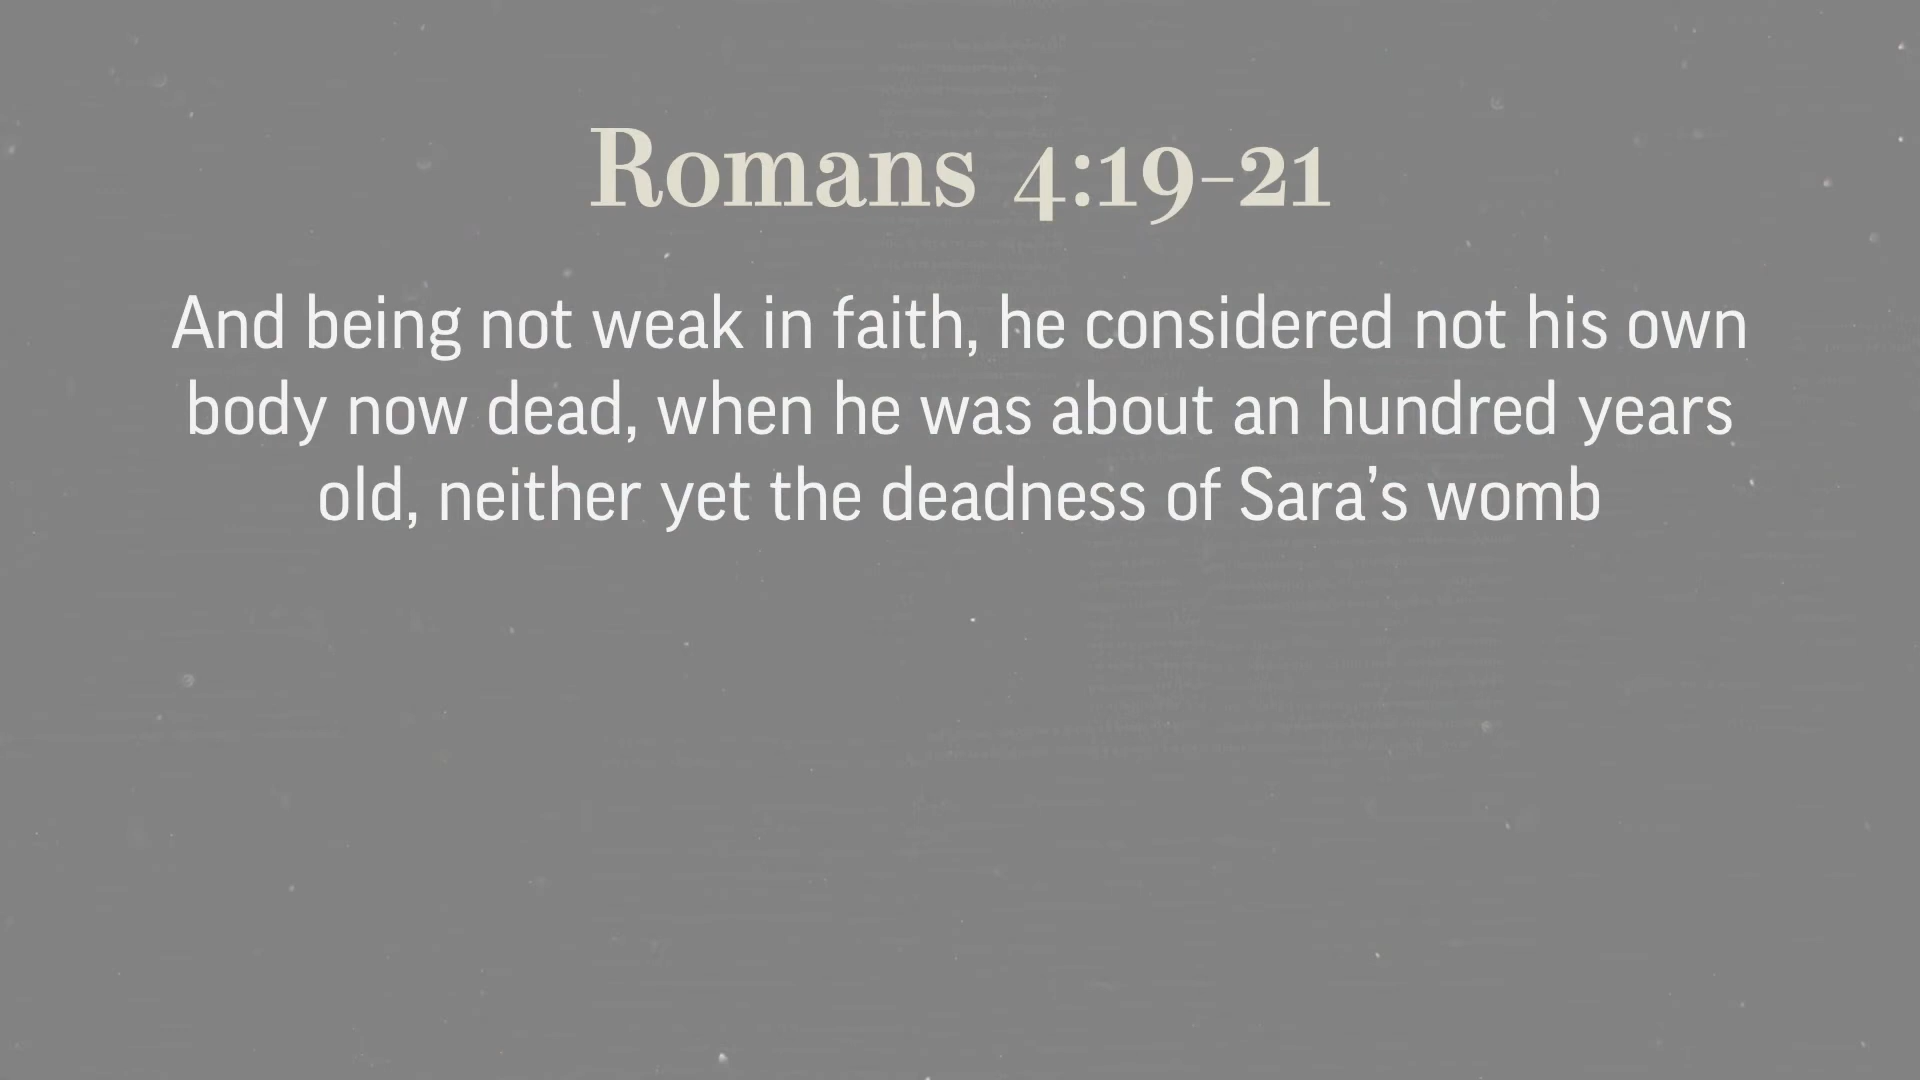 Romans 4:19-21
And being not weak in faith, he considered not his own
body now dead, when he was about an hundred years
old, neither yet the deadness of Sara’s womb